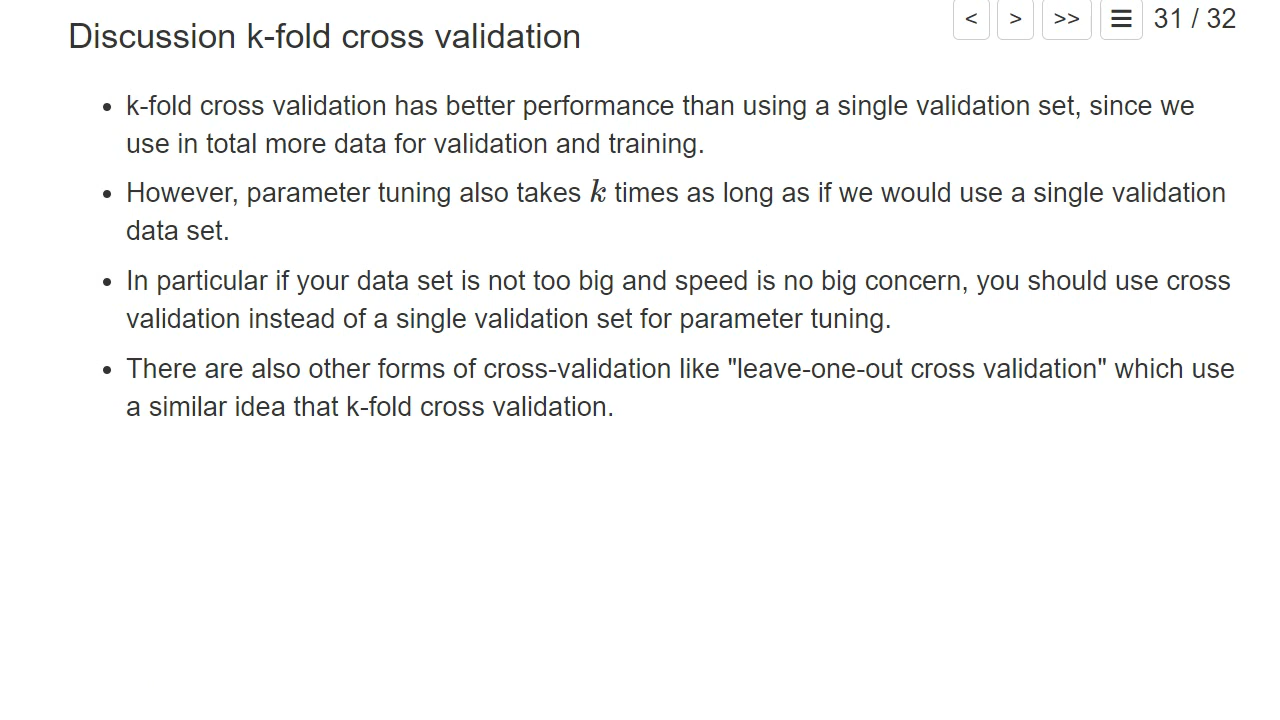 Discussion k-fold cross validation
< > >> ☰ 31 / 32
• k-fold cross validation has better performance than using a single validation set, since we
use in total more data for validation and training.
• However, parameter tuning also takes k times as long as if we would use a single validation
data set.
• In particular if your data set is not too big and speed is no big concern, you should use cross
validation instead of a single validation set for parameter tuning.
• There are also other forms of cross-validation like "leave-one-out cross validation" which use
a similar idea that k-fold cross validation.